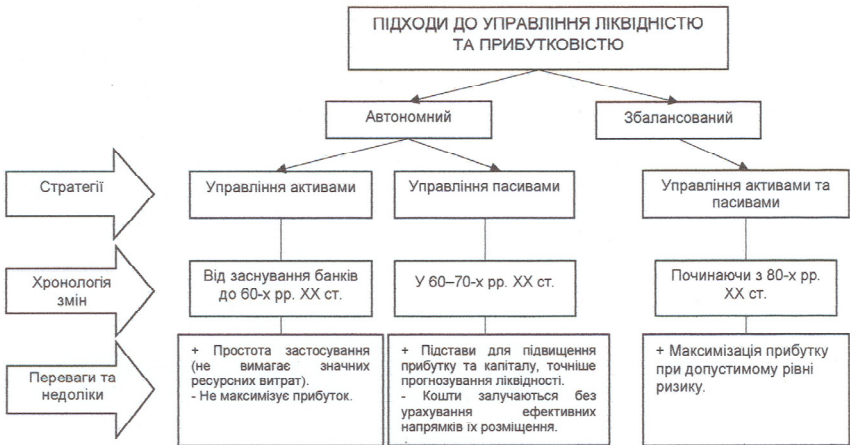 ПІДХОДИ ДО УПРАВЛІННЯ ЛІКВІДНІСТЮ
ТА ПРИБУТКОВІСТЮ
Автономний
Збалансований
Стратегії
Управління активами
Управління пасивами
Управління активами та
пасивами
Хронологія
змін
Від заснування банків
до 60-х рр. XX ст.
У 60–70-х рр. XX ст.
Починаючи з 80-х рр.
XX ст.
Переваги та
недоліки
+ Простота застосування
(не вимагає значних
ресурсних витрат).
- Не максимізує прибуток.
+ Підстави для підвищення
прибутку та капіталу, точніше
прогнозування ліквідності.
- Кошти залучаються без
урахування ефективних
напрямків їх розміщення.
+ Максимізація прибутку
при допустимому рівні
ризику.